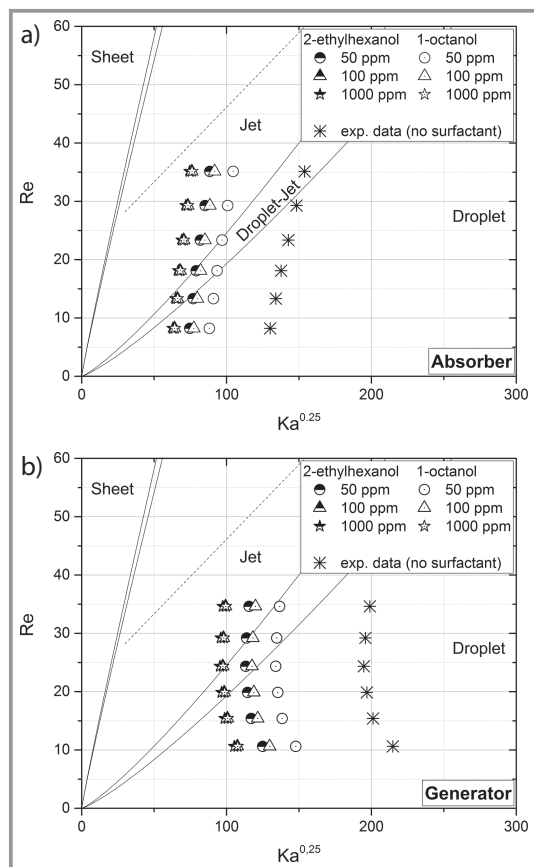 a)
60
50
40
30
20
10
0
Re
Sheet
Jet
Droplet-Jet
Droplet
2-ethylhexanol 1-octanol
50 ppm 50 ppm
100 ppm 100 ppm
1000 ppm 1000 ppm
exp. data (no surfactant)
Absorber
0 100 200 300
Ka0.25
b)
60
50
40
30
20
10
0
Re
Sheet
Jet
Droplet
2-ethylhexanol 1-octanol
50 ppm 50 ppm
100 ppm 100 ppm
1000 ppm 1000 ppm
exp. data (no surfactant)
Generator
0 100 200 300
Ka0,25